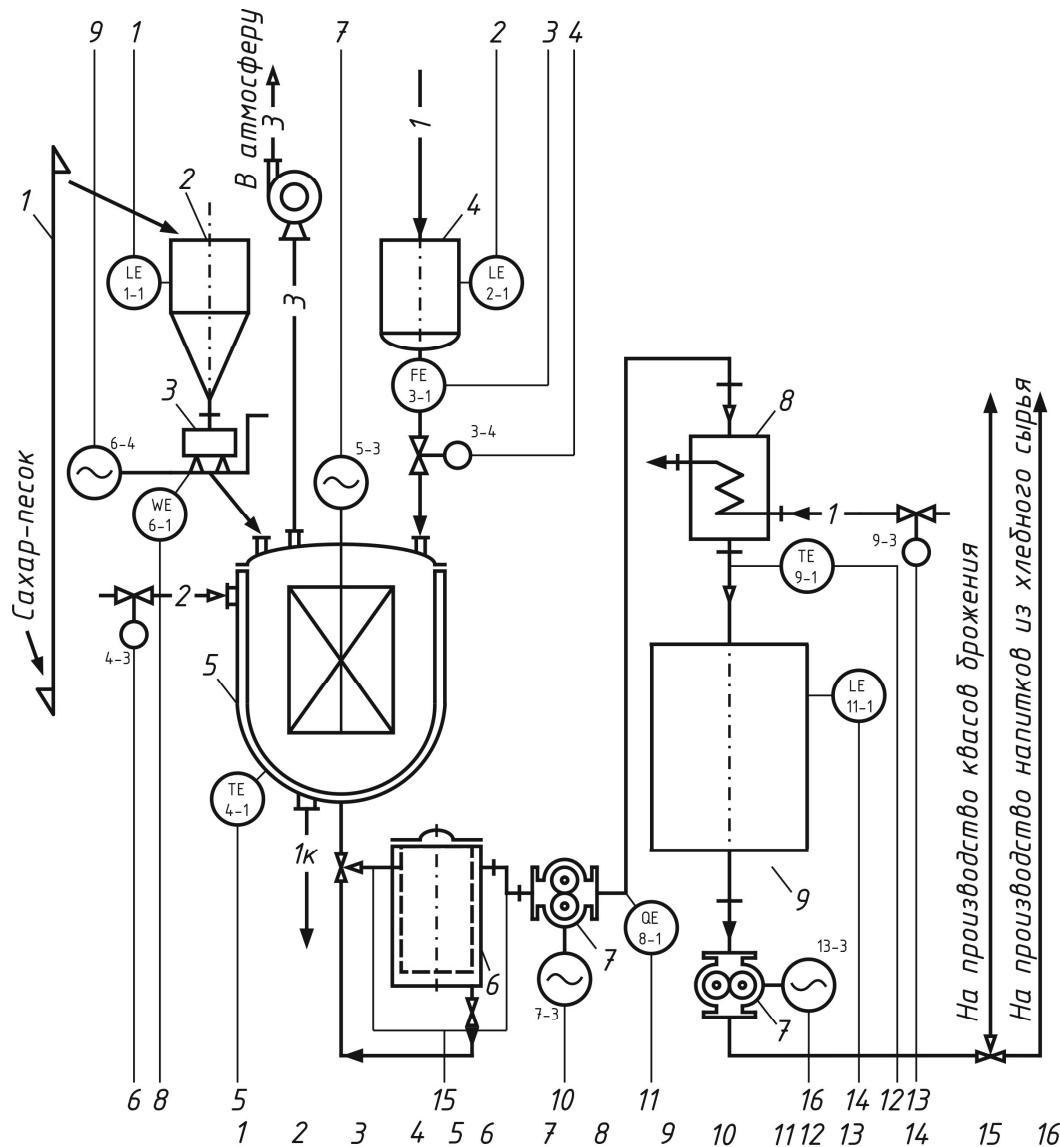 9 1 7 2 3 4
В атмосферу
3
1
1
2
4
LE
1-1
LE
2-1
3
3
FE
3-1
8
6-4
5-3
3-4
WE
6-1
1
TE
9-1
9-3
Сахар-песок
2
4-3
5
LE
11-1
TE
4-1
1к
9
QE
8-1
6
7
7-3
13-3
7
На производство квасов брожения
На производство напитков из хлебного сырья
6 8 5 15 10 11 16 14 12 13
1 2 3 4 5 6 7 8 9 10 11 12 13 14 15 16